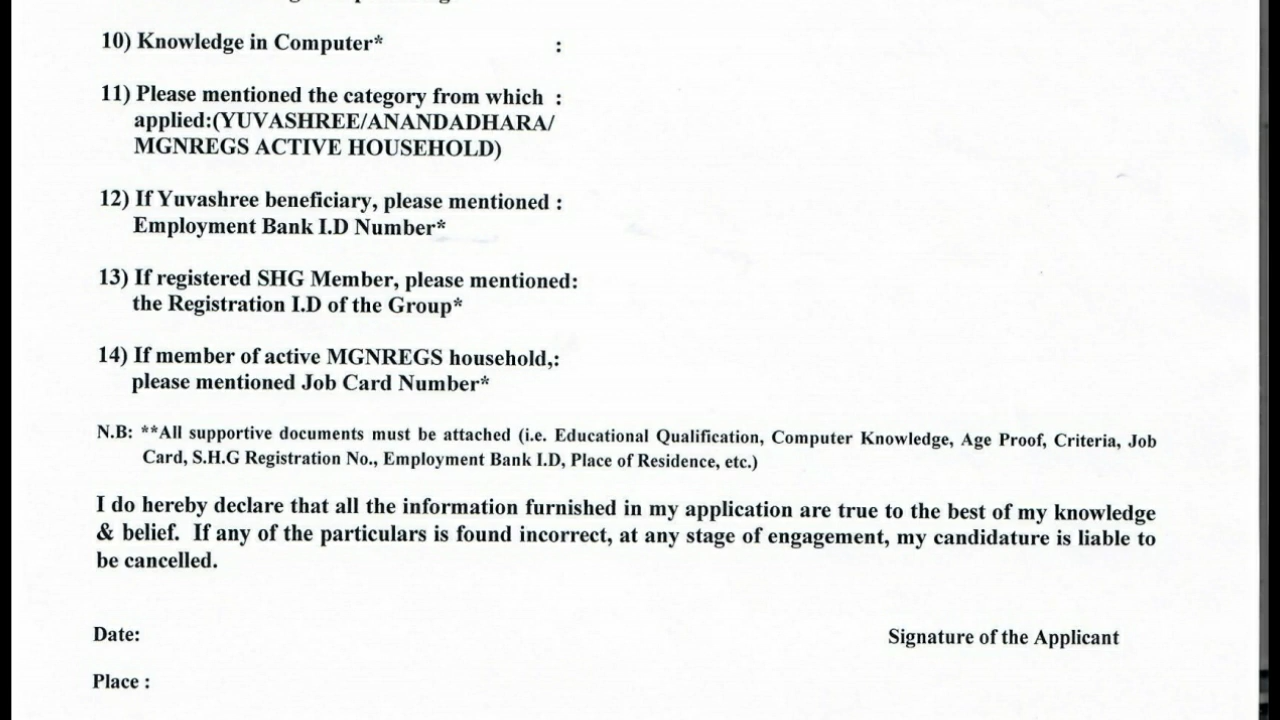 10) Knowledge in Computer* :
11) Please mentioned the category from which :
applied:(YUVASHREE/ANANDADHARA/
MGNREGS ACTIVE HOUSEHOLD)
12) If Yuvashree beneficiary, please mentioned :
Employment Bank I.D Number*
13) If registered SHG Member, please mentioned:
the Registration I.D of the Group*
14) If member of active MGNREGS household,:
please mentioned Job Card Number*
N.B: **All supportive documents must be attached (i.e. Educational Qualification, Computer Knowledge, Age Proof, Criteria, Job
Card, S.H.G Registration No., Employment Bank I.D, Place of Residence, etc.)
I do hereby declare that all the information furnished in my application are true to the best of my knowledge
& belief. If any of the particulars is found incorrect, at any stage of engagement, my candidature is liable to
be cancelled.
Date:
Signature of the Applicant
Place :